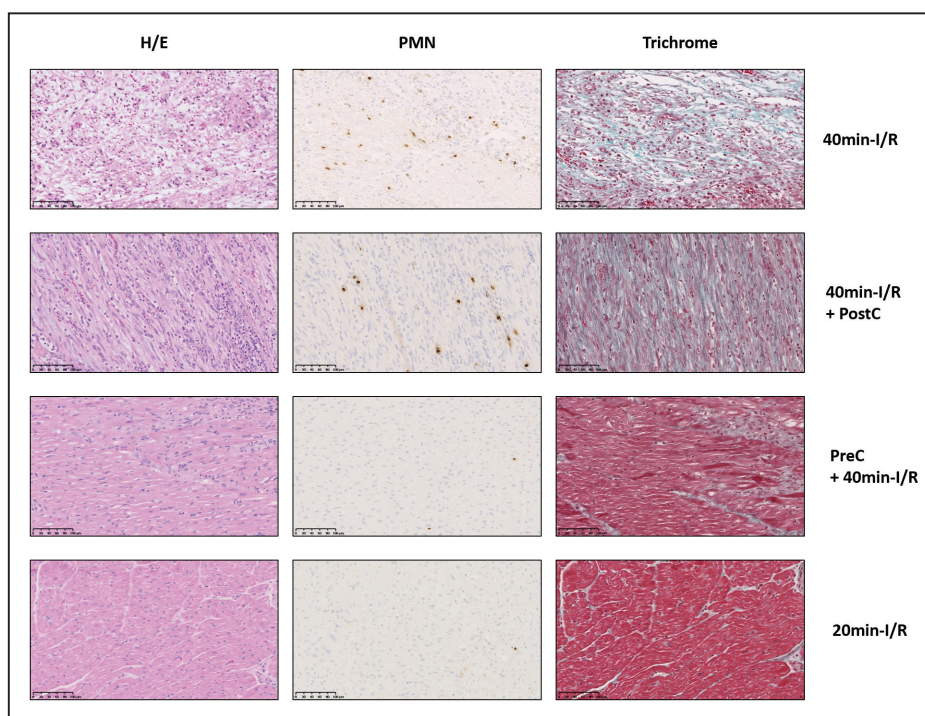 H/E PMN Trichrome
40min-I/R
40min-I/R
+ PostC
PreC
+ 40min-I/R
20min-I/R